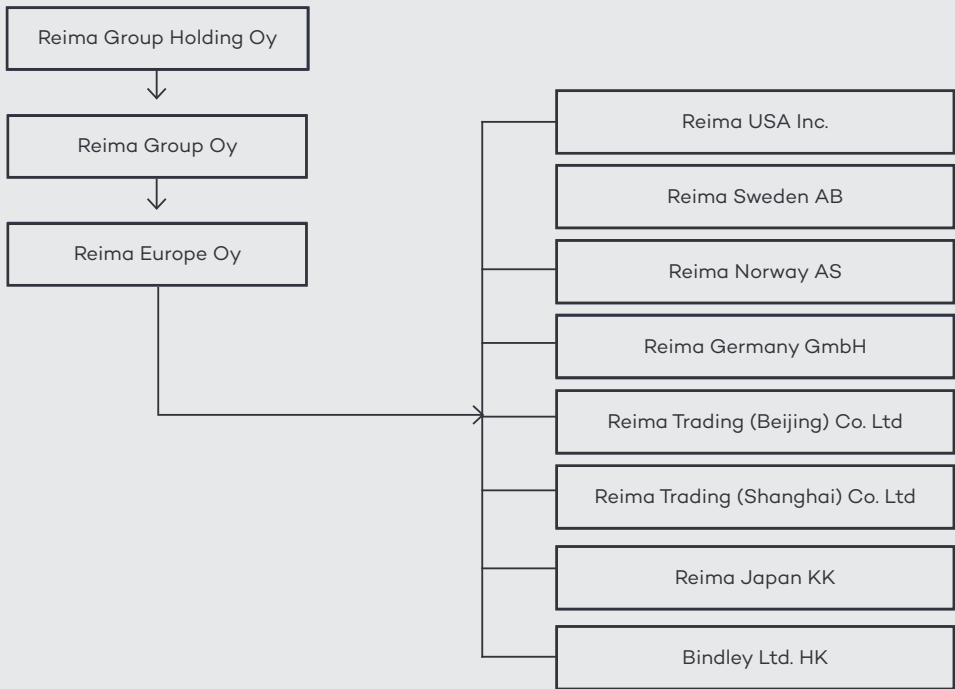 Reima Group Holding Oy
Reima Group Oy
Reima Europe Oy
Reima USA Inc.
Reima Sweden AB
Reima Norway AS
Reima Germany GmbH
Reima Trading (Beijing) Co. Ltd
Reima Trading (Shanghai) Co. Ltd
Reima Japan KK
Bindley Ltd. HK